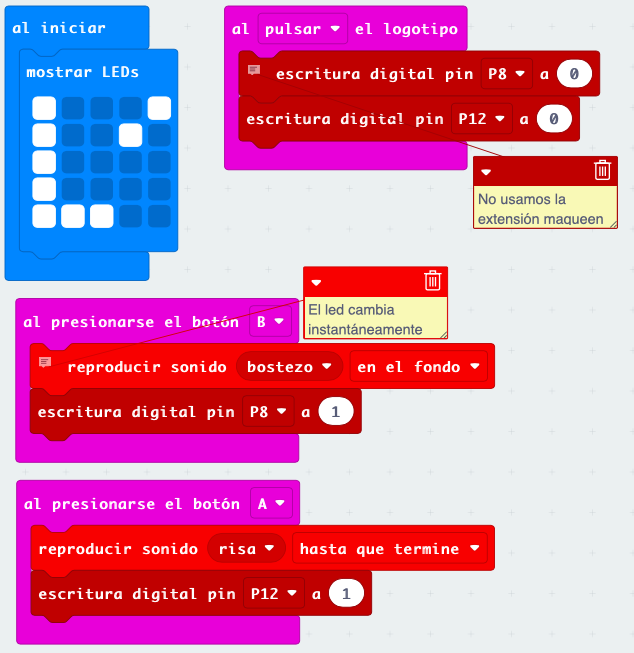 al iniciar
mostrar LEDs
al pulsar el logotipo
escritura digital pin P8 a 0
escritura digital pin P12 a 0
No usamos la
extensión maqueen
El led cambia
instantáneamente
al presionarse el botón B
reproducir sonido bostezo en el fondo
escritura digital pin P8 a 1
al presionarse el botón A
reproducir sonido risa hasta que termine
escritura digital pin P12 a 1